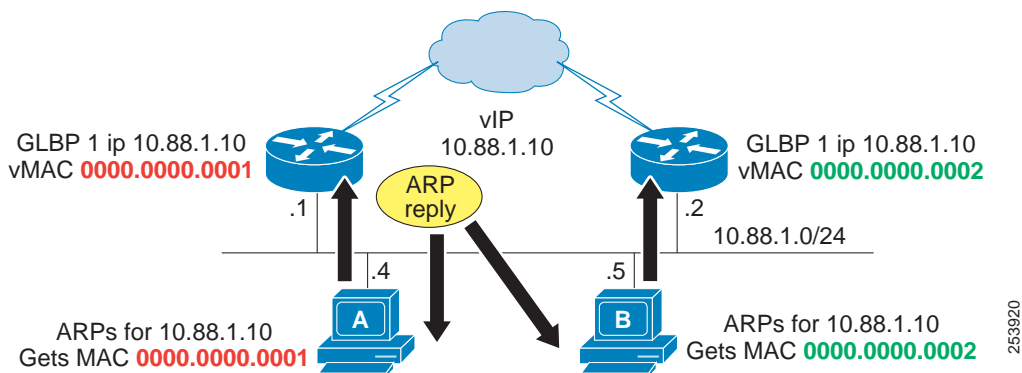 vIP
10.88.1.10
GLBP 1 ip 10.88.1.10
vMAC 0000.0000.0001
GLBP 1 ip 10.88.1.10
vMAC 0000.0000.0002
ARP
reply
.1
.2
10.88.1.0/24
.4
.5
A
B
ARPs for 10.88.1.10
Gets MAC 0000.0000.0001
ARPs for 10.88.1.10
Gets MAC 0000.0000.0002
253920